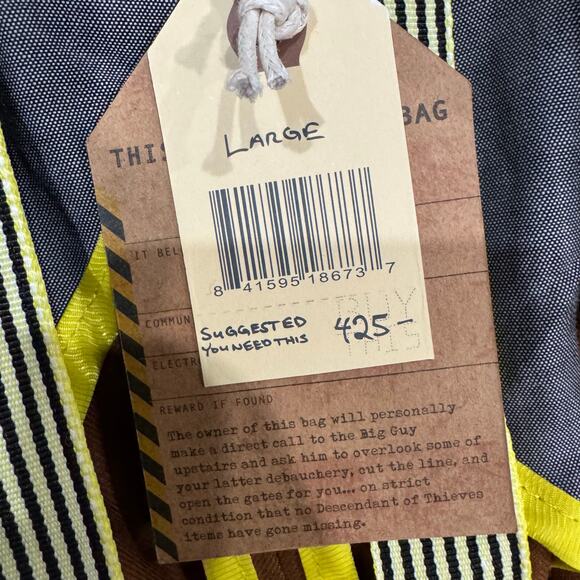 LARGE
8 41595 18673 7
BUY
THIS
SUGGESTED
YOU NEED THIS
425-
THIS
BAG
IT BEL
COMMUN
ELECTR
REWARD IF FOUND
The owner of this bag will personally
make a direct call to the Big Guy
upstairs and ask him to overlook some of
your latter debauchery, cut the line, and
open the gates for you... on strict
condition that no Descendant of Thieves
items have gone missing.